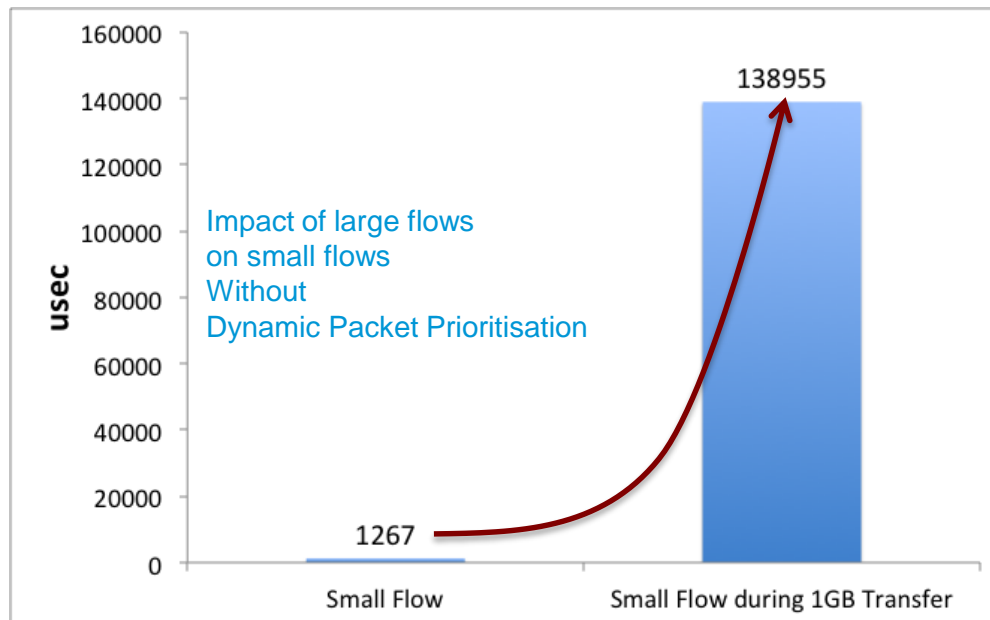 160000
140000
120000
100000
80000
60000
40000
20000
0
usec
138955
Impact of large flows
on small flows
Without
Dynamic Packet Prioritisation
1267
Small Flow
Small Flow during 1GB Transfer